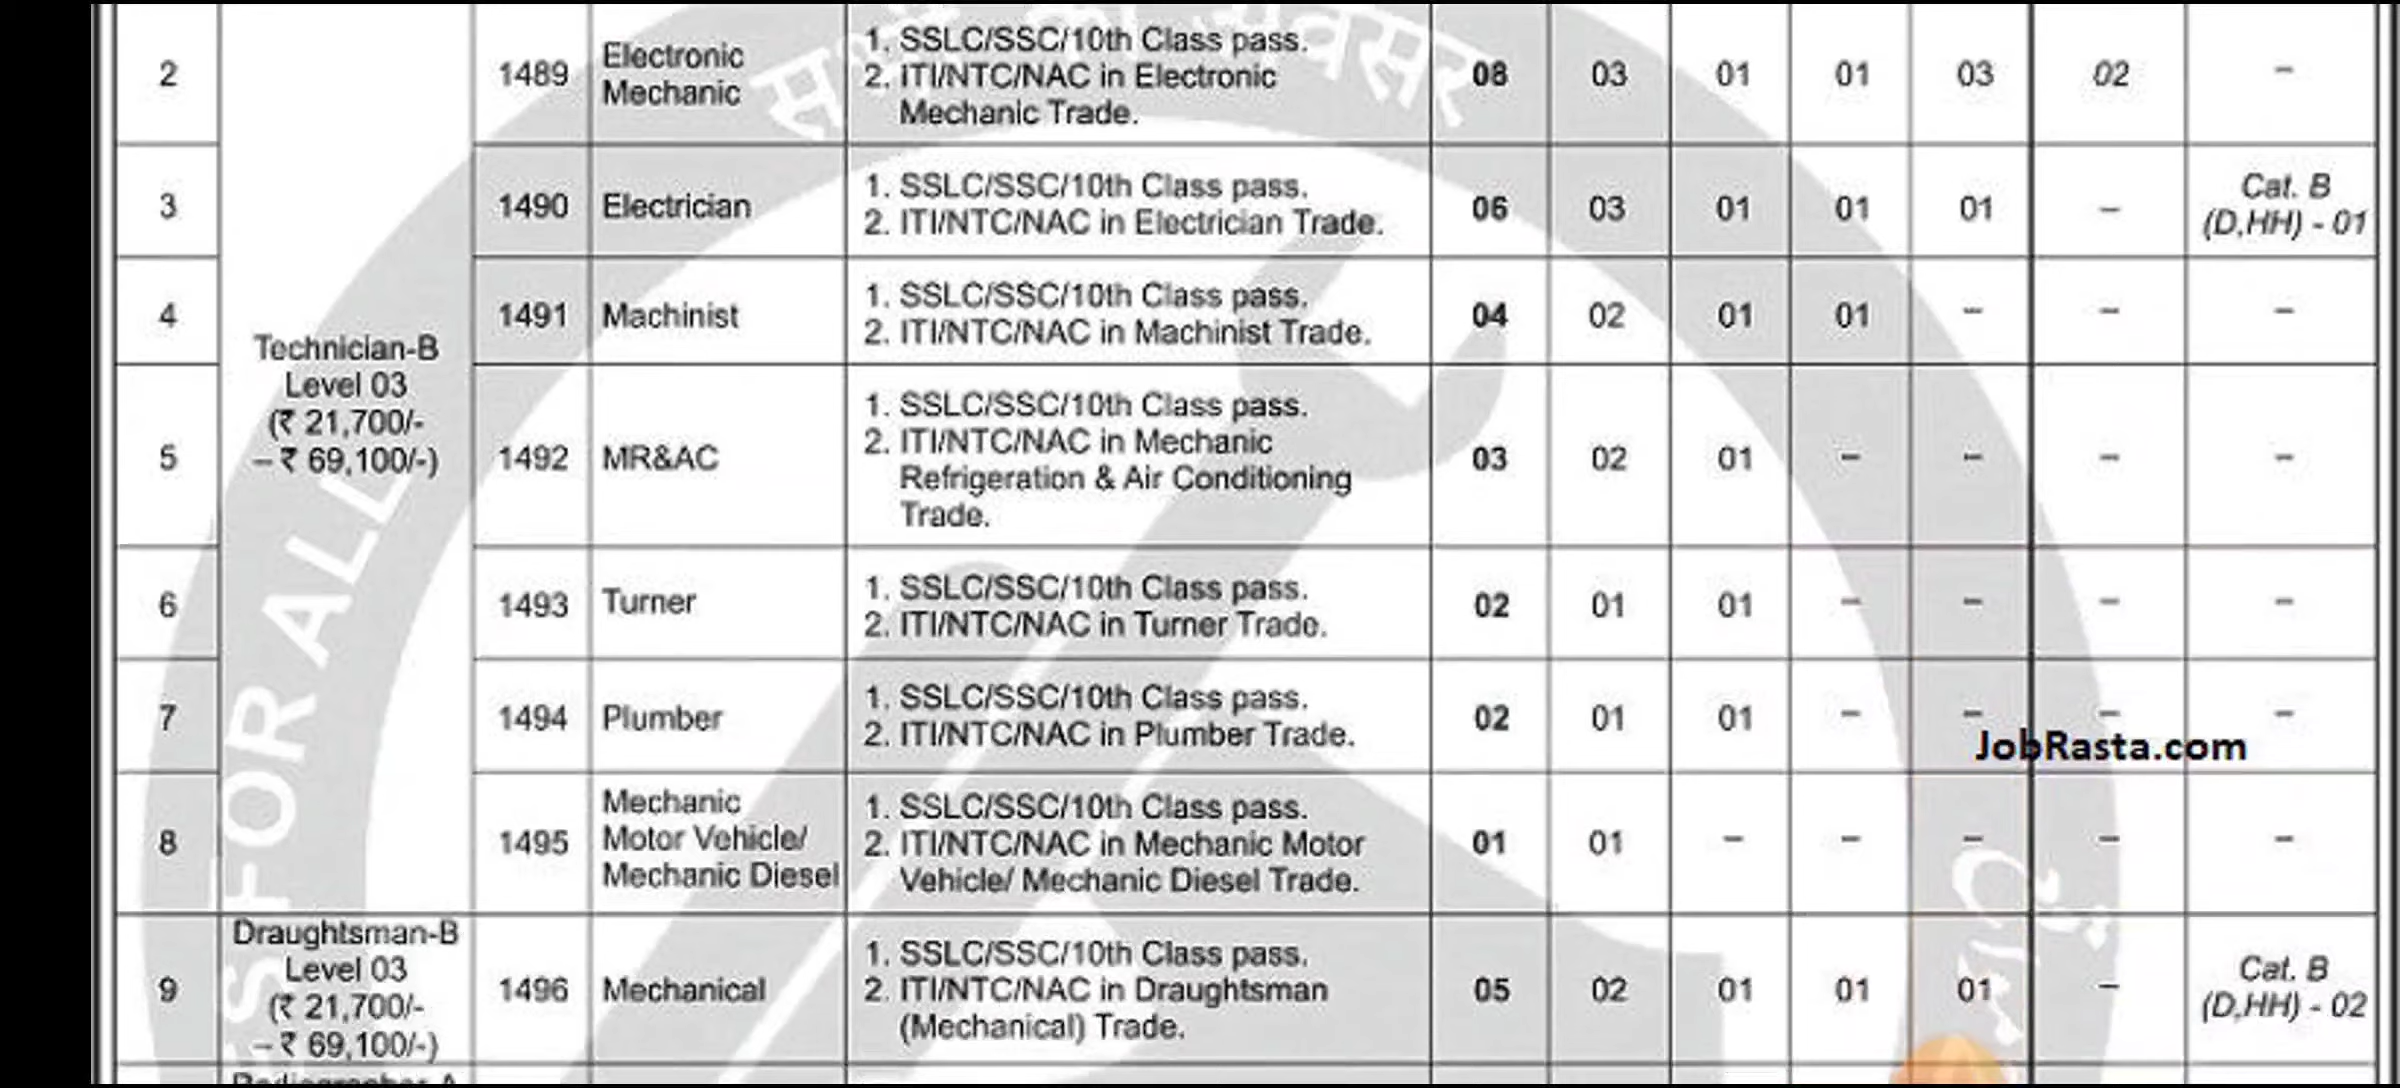 2
1489
Electronic
Mechanic
1. SSLC/SSC/10th Class pass.
2. ITI/NTC/NAC in Electronic
Mechanic Trade.
08 03 01 01 03 02 –
3
1490
Electrician
1. SSLC/SSC/10th Class pass.
2. ITI/NTC/NAC in Electrician Trade.
06 03 01 01 01 –
Cat. B
(D,HH) - 01
4
1491
Machinist
1. SSLC/SSC/10th Class pass.
2. ITI/NTC/NAC in Machinist Trade.
04 02 01 01 – – –
Technician-B
Level 03
(₹ 21,700/-
– ₹ 69,100/-)
5
1492
MR&AC
1. SSLC/SSC/10th Class pass.
2. ITI/NTC/NAC in Mechanic
Refrigeration & Air Conditioning
Trade.
03 02 01 – – – –
6
1493
Turner
1. SSLC/SSC/10th Class pass.
2. ITI/NTC/NAC in Turner Trade.
02 01 01 – – – –
7
1494
Plumber
1. SSLC/SSC/10th Class pass.
2. ITI/NTC/NAC in Plumber Trade.
02 01 01 – – – –
JobRasta.com
8
1495
Mechanic
Motor Vehicle/
Mechanic Diesel
1. SSLC/SSC/10th Class pass.
2. ITI/NTC/NAC in Mechanic Motor
Vehicle/ Mechanic Diesel Trade.
01 01 – – – – –
9
Draughtsman-B
Level 03
(₹ 21,700/-
– ₹ 69,100/-)
1496
Mechanical
1. SSLC/SSC/10th Class pass.
2. ITI/NTC/NAC in Draughtsman
(Mechanical) Trade.
05 02 01 01 01 –
Cat. B
(D,HH) - 02
FOR ALL